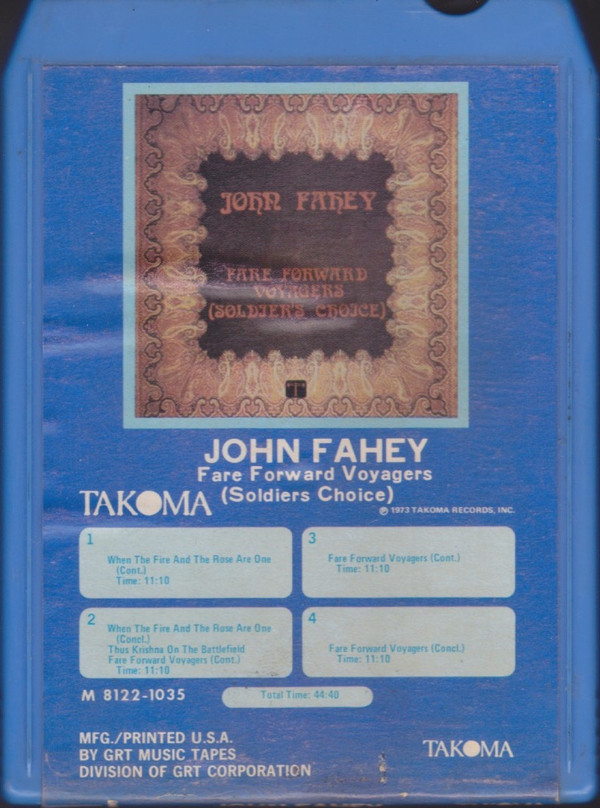 JOHN FAHEY
FARE FORWARD
VOYAGERS
(SOLDIER'S CHOICE)
T
JOHN FAHEY
Fare Forward Voyagers
(Soldiers Choice)
TAKOMA
℗ 1973 TAKOMA RECORDS, INC.
1
When The Fire And The Rose Are One
(Cont.)
Time: 11:10
2
When The Fire And The Rose Are One
(Concl.)
Thus Krishna On The Battlefield
Fare Forward Voyagers (Cont.)
Time: 11:10
3
Fare Forward Voyagers (Cont.)
Time: 11:10
4
Fare Forward Voyagers (Concl.)
Time: 11:10
M 8122-1035
Total Time: 44:40
MFG./PRINTED U.S.A.
BY GRT MUSIC TAPES
DIVISION OF GRT CORPORATION
TAKOMA